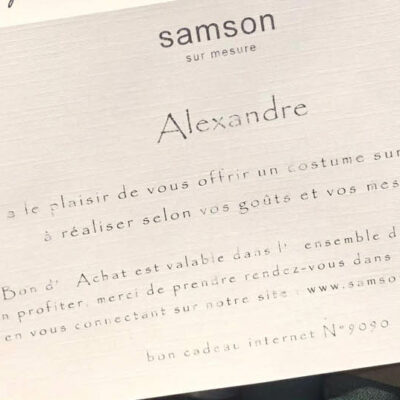 samson
sur mesure
Alexandre
a le plaisir de vous offrir un costume sur
à réaliser selon vos goûts et vos mes
Bon d' Achat est valable dans l' ensemble d
n profiter, merci de prendre rendez-vous dans
en vous connectant sur notre site : www.samso
bon cadeau internet N°9090